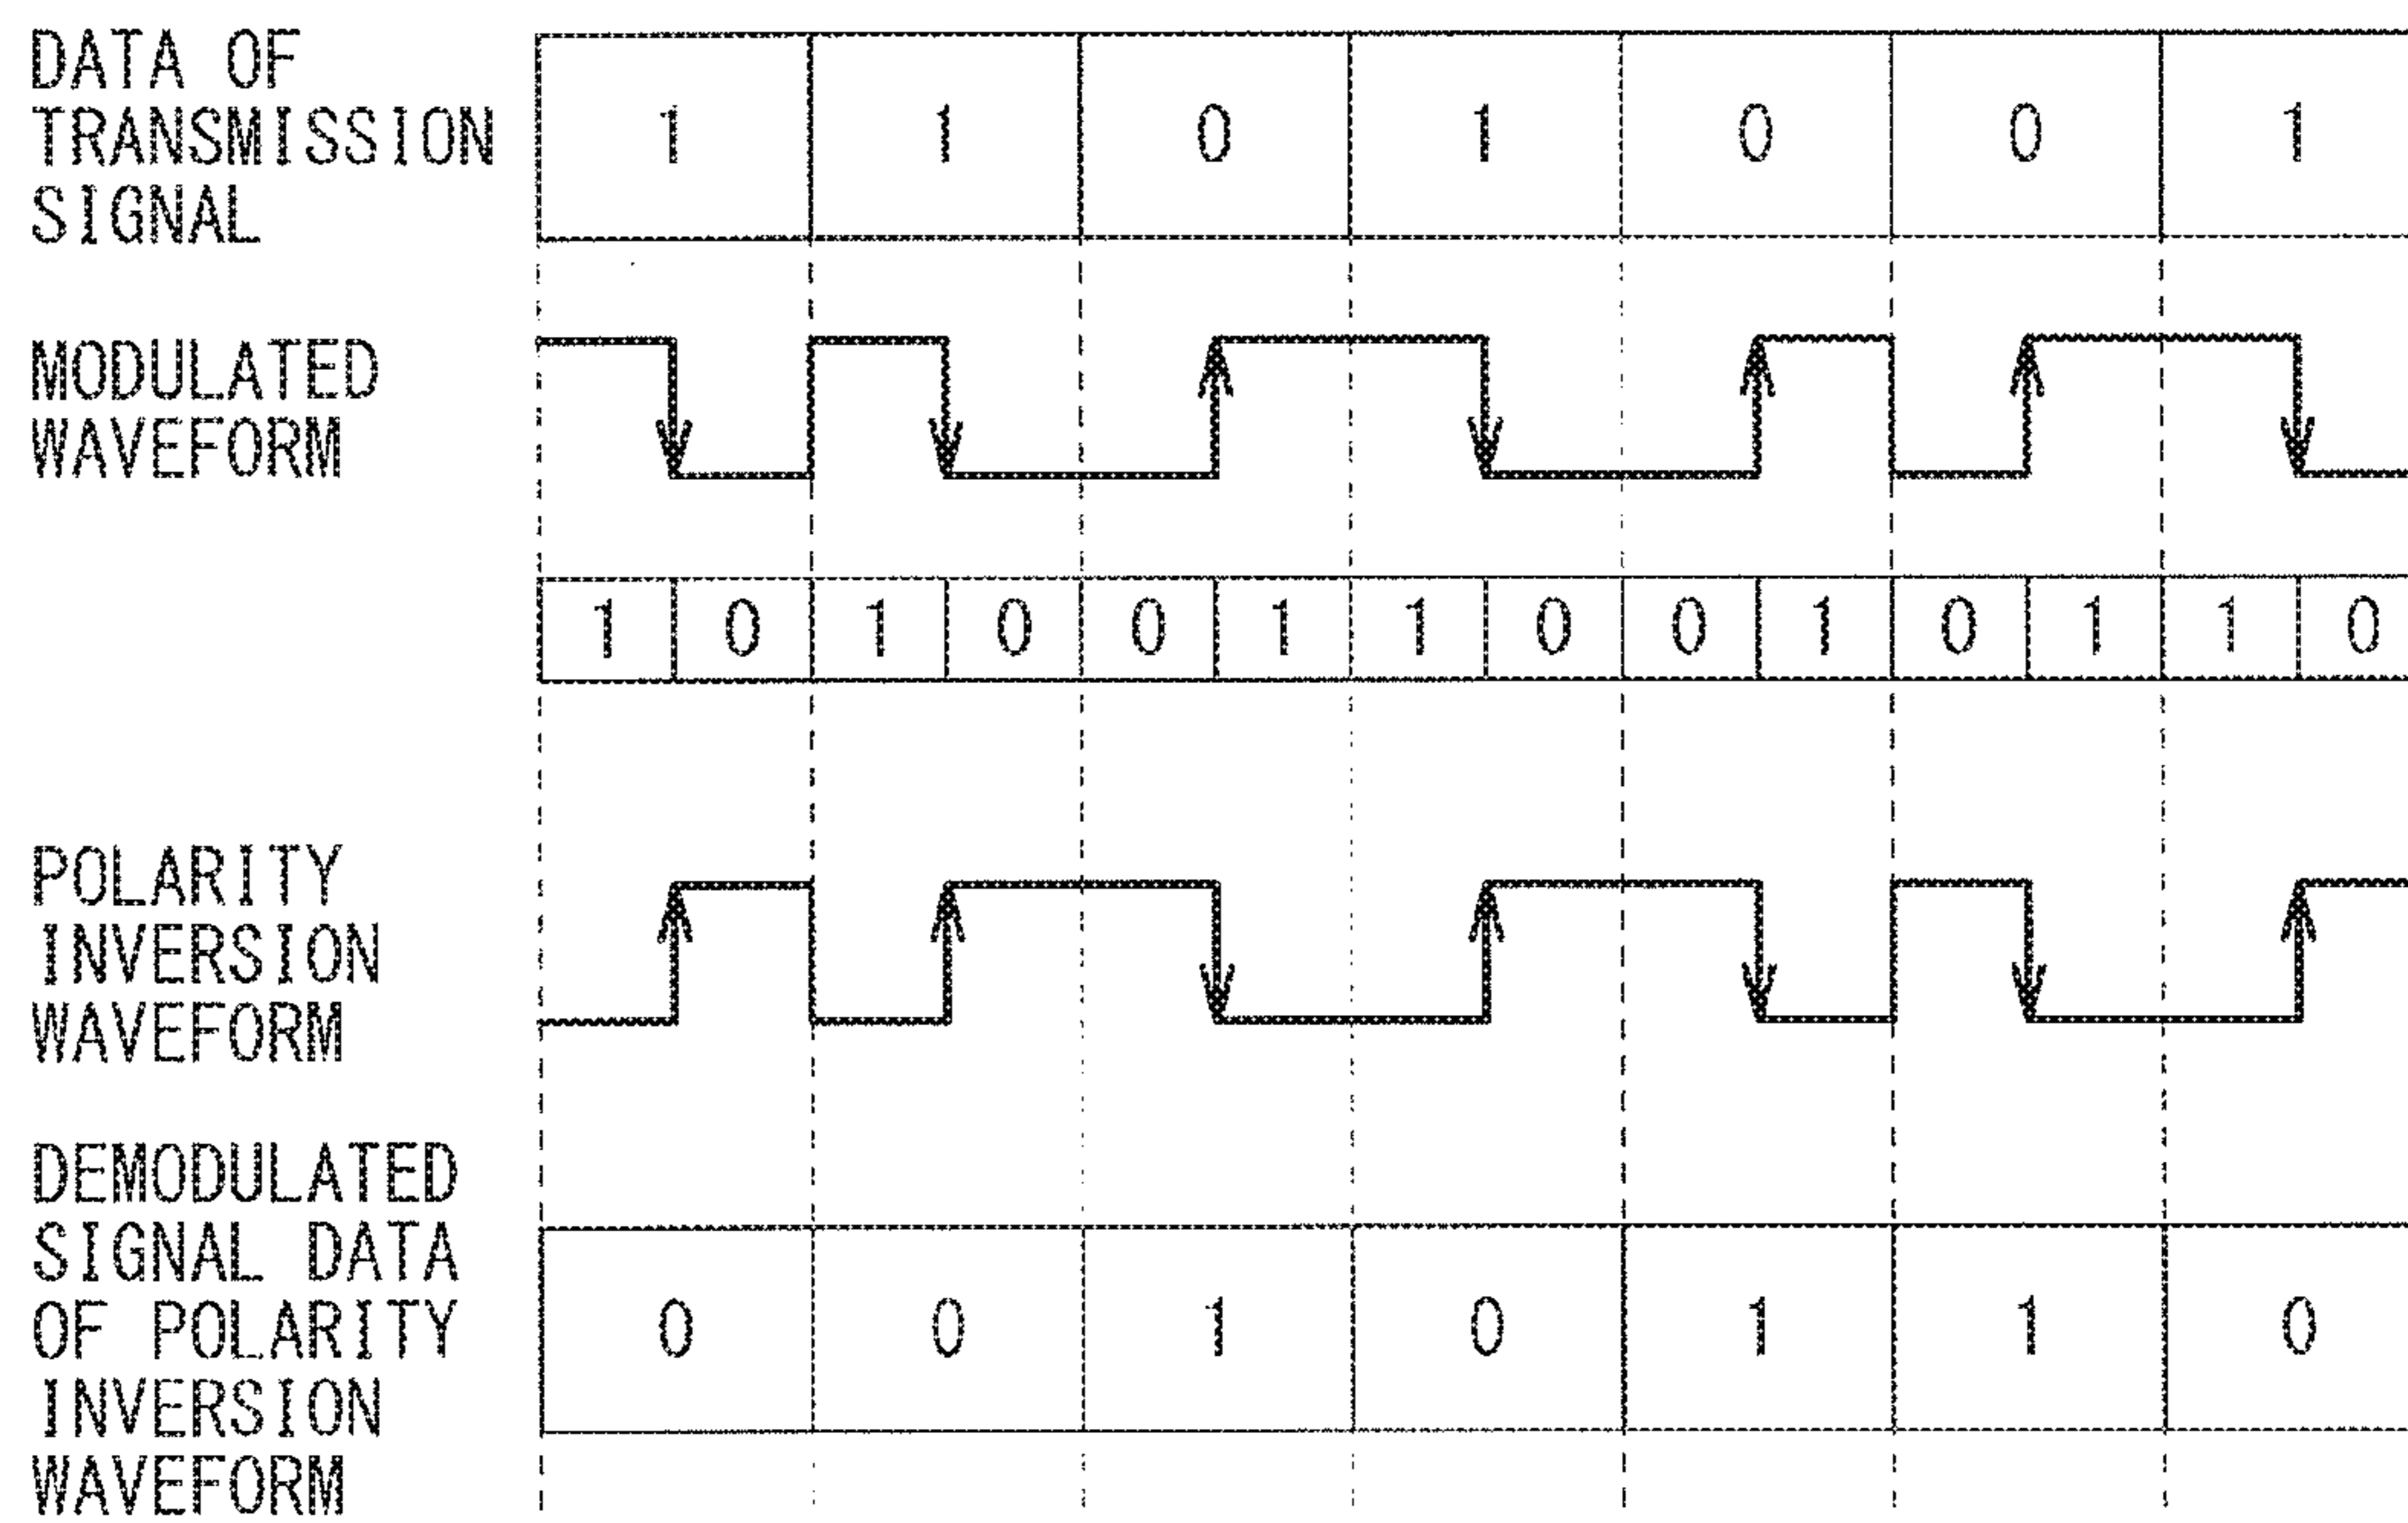 DATA OF
TRANSMISSION
SIGNAL
1 1 0 1 0 0 1
MODULATED
WAVEFORM
1 0 1 0 0 1 1 0 0 1 0 1 1 0
POLARITY
INVERSION
WAVEFORM
DEMODULATED
SIGNAL DATA
OF POLARITY
INVERSION
WAVEFORM
0 0 1 0 1 1 0